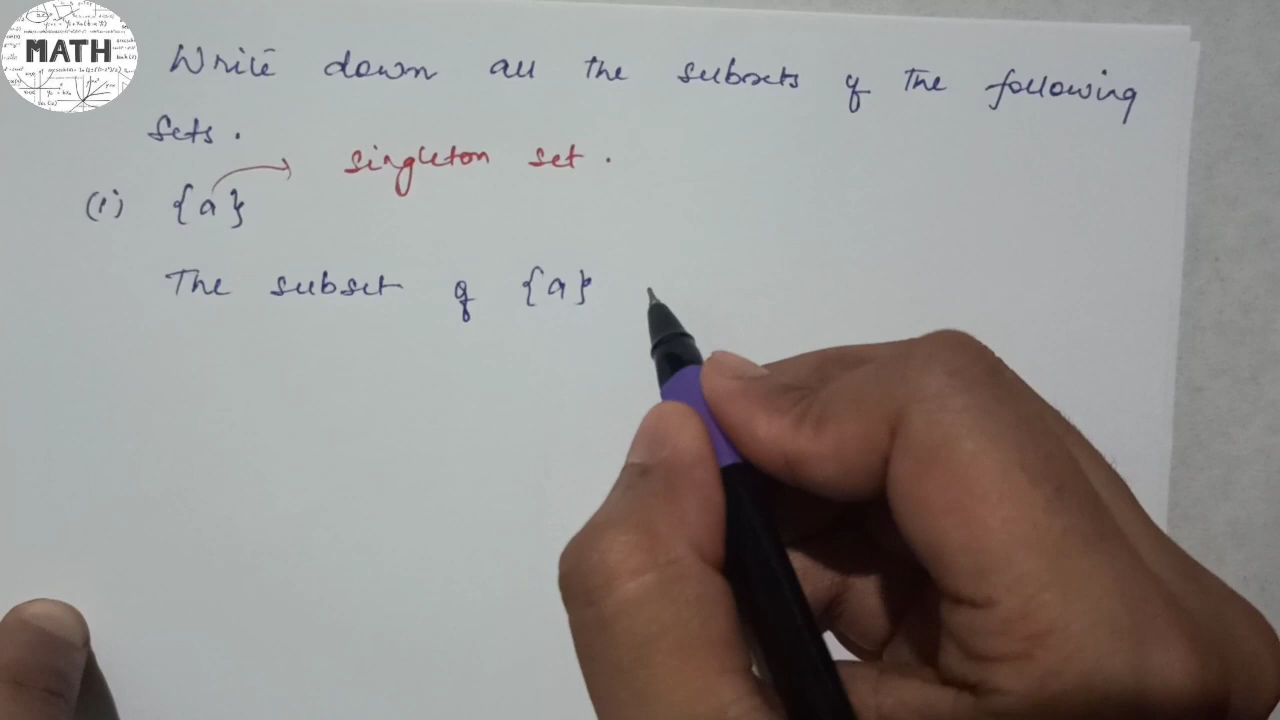 MATH
Write down all the subsets of the following
sets.
singleton set.
(i) {a}
The subset of {a}